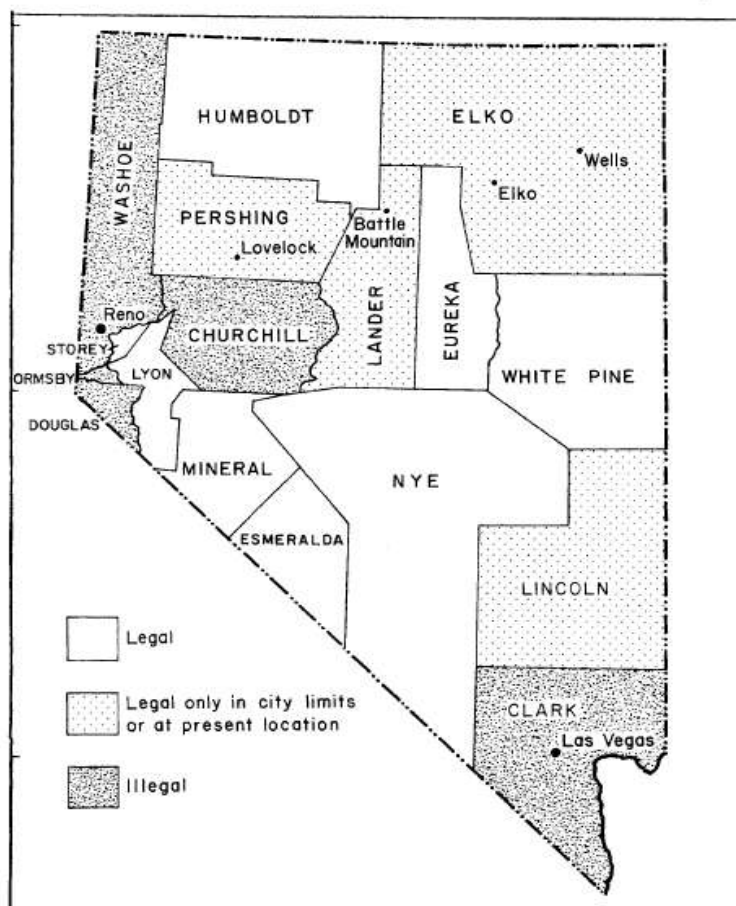 HUMBOLDT
ELKO
WASHOE
Wells
Elko
PERSHING
Battle
Mountain
Lovelock
LANDER
EUREKA
Reno
CHURCHILL
STOREY
LYON
WHITE PINE
ORMSBY
DOUGLAS
MINERAL
NYE
ESMERALDA
LINCOLN
Legal
Legal only in city limits
or at present location
CLARK
Las Vegas
Illegal